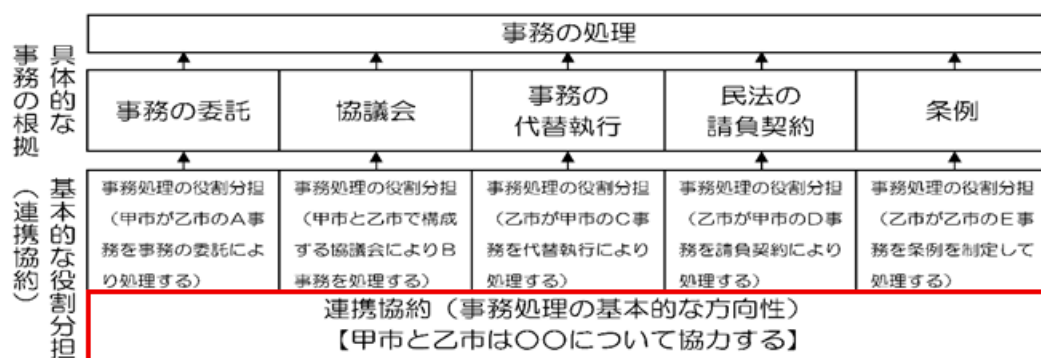 事務の処理
具体的な
事務の根拠
事務の委託
協議会
事務の
代替執行
民法の
請負契約
条例
基本的な役割分担
（連携協約）
事務処理の役割分担
（甲市が乙市のA事
務を事務の委託によ
り処理する）
事務処理の役割分担
（甲市と乙市で構成
する協議会によりB
事務を処理する）
事務処理の役割分担
（乙市が甲市のC事
務を代替執行により
処理する）
事務処理の役割分担
（乙市が甲市のD事
務を請負契約により
処理する）
事務処理の役割分担
（乙市が乙市のE事
務を条例を制定して
処理する）
連携協約（事務処理の基本的な方向性）
【甲市と乙市は〇〇について協力する】